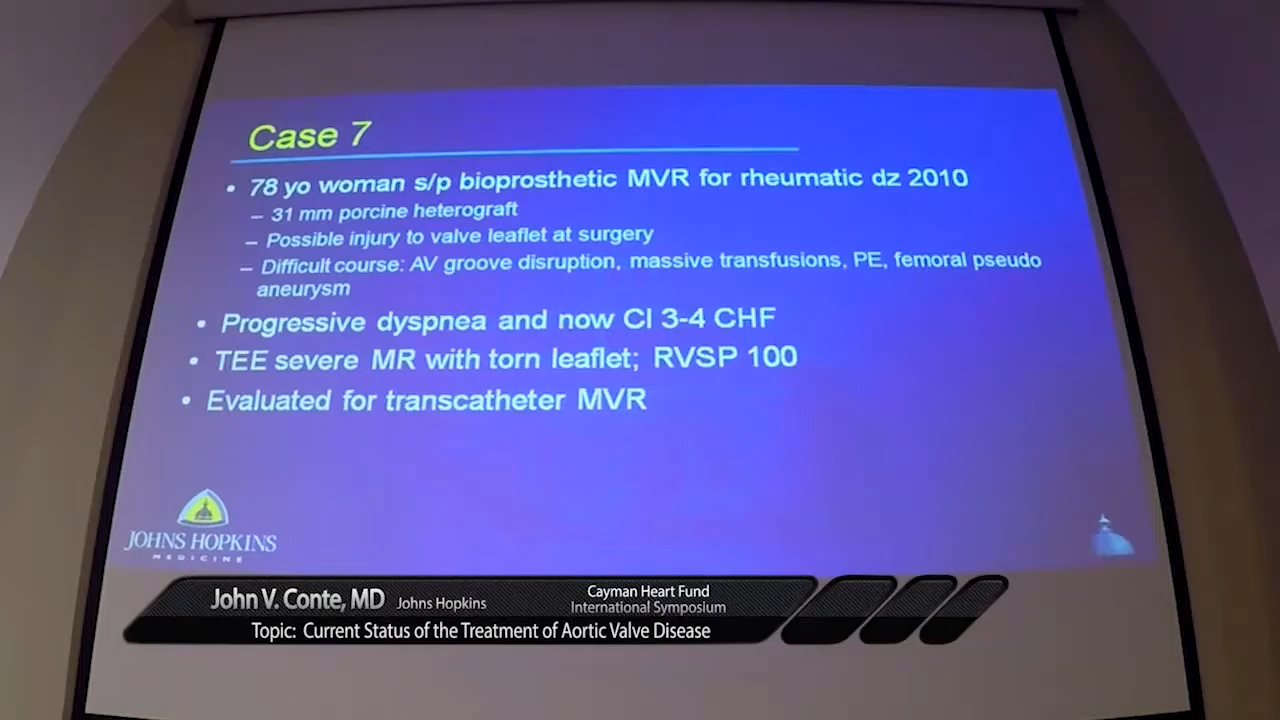 Case 7
• 78 yo woman s/p bioprosthetic MVR for rheumatic dz 2010
– 31 mm porcine heterograft
– Possible injury to valve leaflet at surgery
– Difficult course: AV groove disruption, massive transfusions, PE, femoral pseudo
aneurysm
• Progressive dyspnea and now Cl 3-4 CHF
• TEE severe MR with torn leaflet; RVSP 100
• Evaluated for transcatheter MVR
JOHNS HOPKINS
MEDICINE
John V. Conte, MD Johns Hopkins
Cayman Heart Fund
International Symposium
Topic: Current Status of the Treatment of Aortic Valve Disease